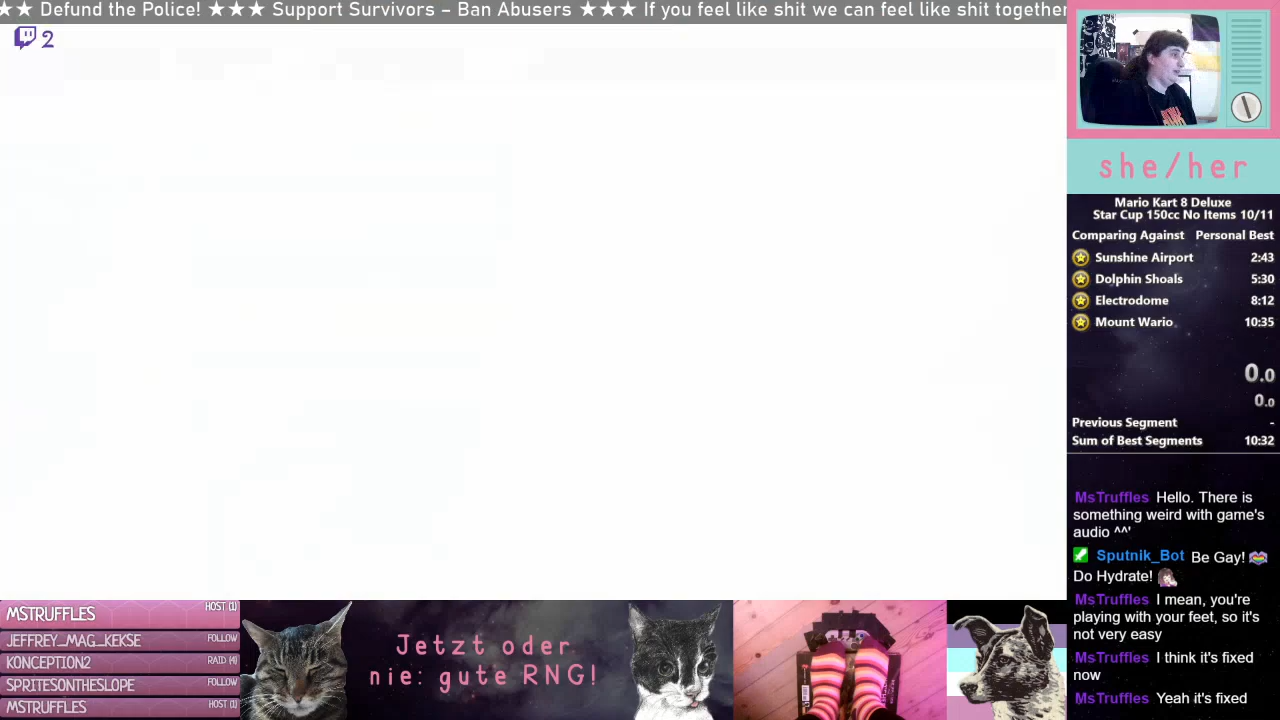 ★★ Defund the Police! ★★★ Support Survivors – Ban Abusers ★★★ If you feel like shit we can feel like shit together
2
she/her
Mario Kart 8 Deluxe
Star Cup 150cc No Items 10/11
Comparing Against Personal Best
Sunshine Airport 2:43
Dolphin Shoals 5:30
Electrodome 8:12
Mount Wario 10:35
0.0
0.0
Previous Segment -
Sum of Best Segments 10:32
MsTruffles Hello. There is
something weird with game's
audio ^^'
Sputnik_Bot Be Gay!
Do Hydrate!
MsTruffles I mean, you're
playing with your feet, so it's
not very easy
MsTruffles I think it's fixed
now
MsTruffles Yeah it's fixed
MSTRUFFLES HOST (1)
JEFFREY_MAG_KEKSE FOLLOW
KONCEPTION2 RAID (4)
SPRITESONTHESLOPE FOLLOW
MSTRUFFLES HOST (1)
Jetzt oder
nie: gute RNG!